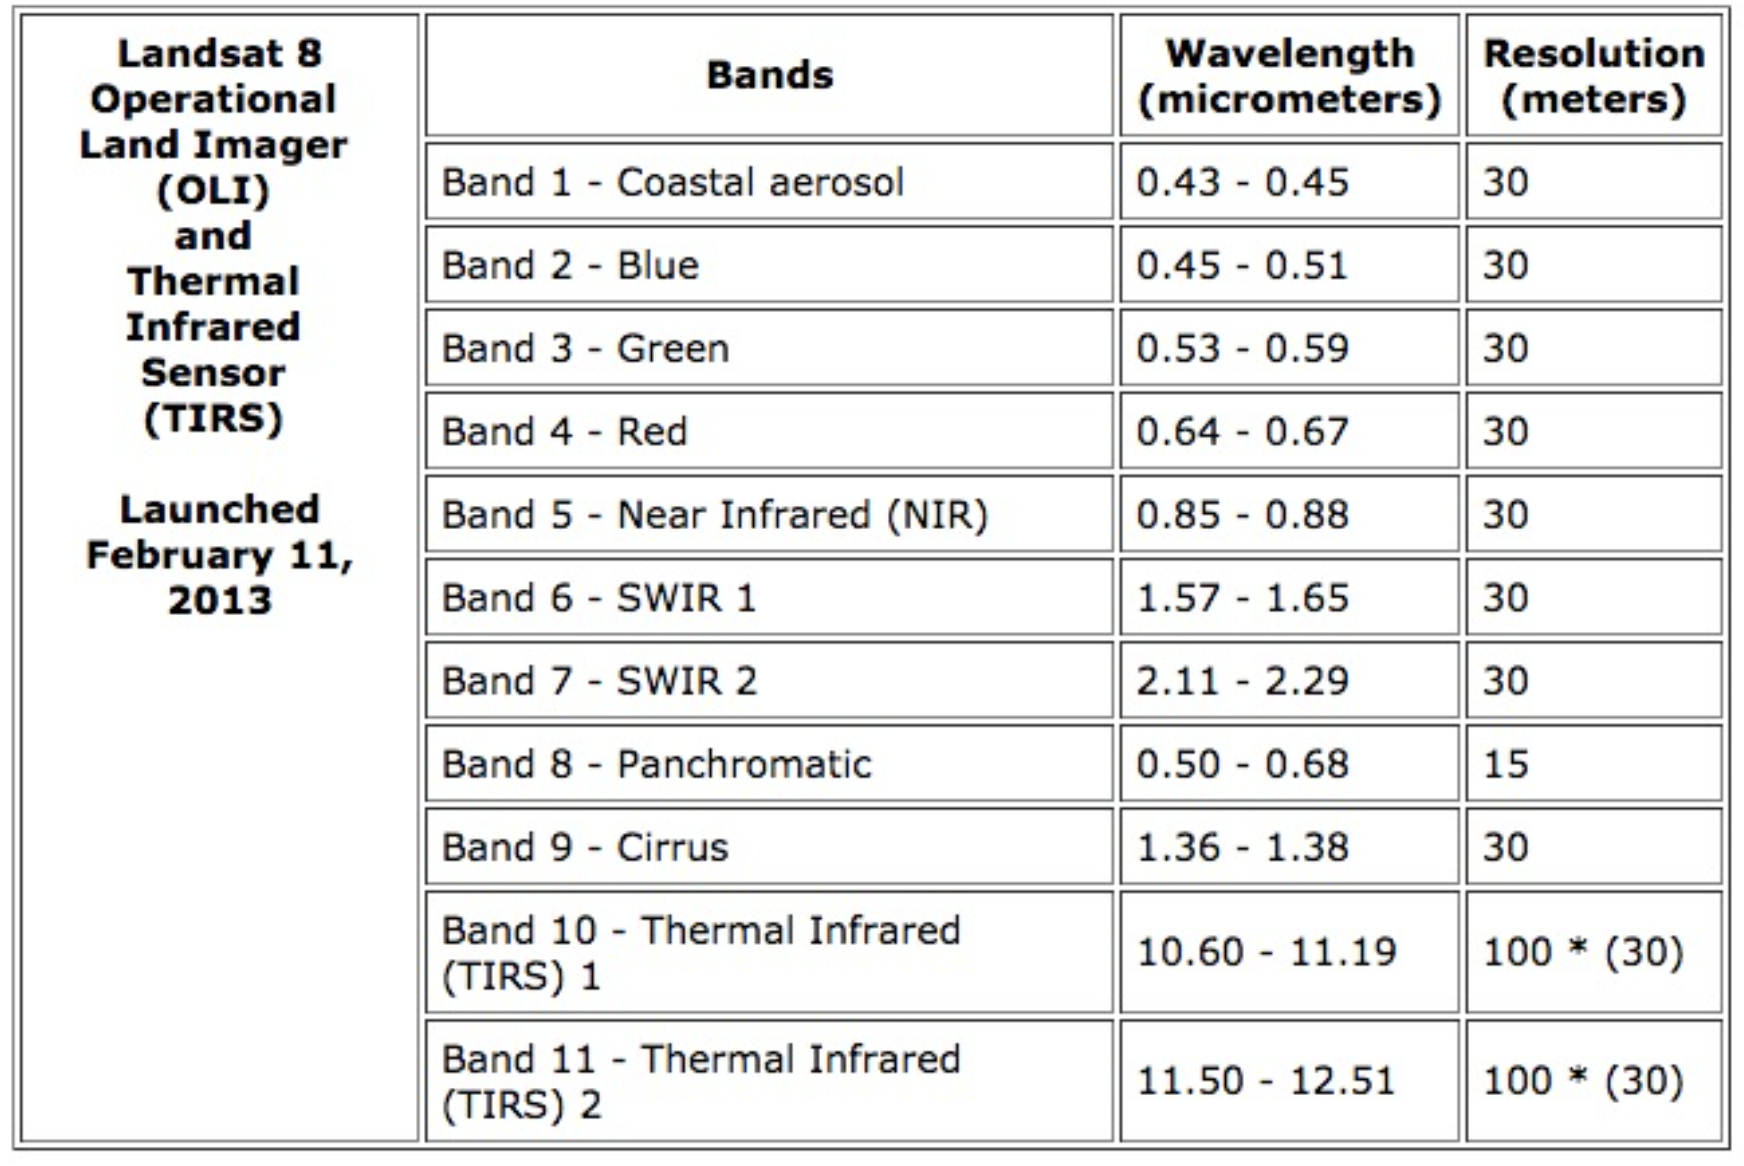 Landsat 8
Operational
Land Imager
(OLI)
and
Thermal
Infrared
Sensor
(TIRS)
Launched
February 11,
2013
Bands
Wavelength
(micrometers)
Resolution
(meters)
Band 1 - Coastal aerosol
0.43 - 0.45
30
Band 2 - Blue
0.45 - 0.51
30
Band 3 - Green
0.53 - 0.59
30
Band 4 - Red
0.64 - 0.67
30
Band 5 - Near Infrared (NIR)
0.85 - 0.88
30
Band 6 - SWIR 1
1.57 - 1.65
30
Band 7 - SWIR 2
2.11 - 2.29
30
Band 8 - Panchromatic
0.50 - 0.68
15
Band 9 - Cirrus
1.36 - 1.38
30
Band 10 - Thermal Infrared
(TIRS) 1
10.60 - 11.19
100 * (30)
Band 11 - Thermal Infrared
(TIRS) 2
11.50 - 12.51
100 * (30)